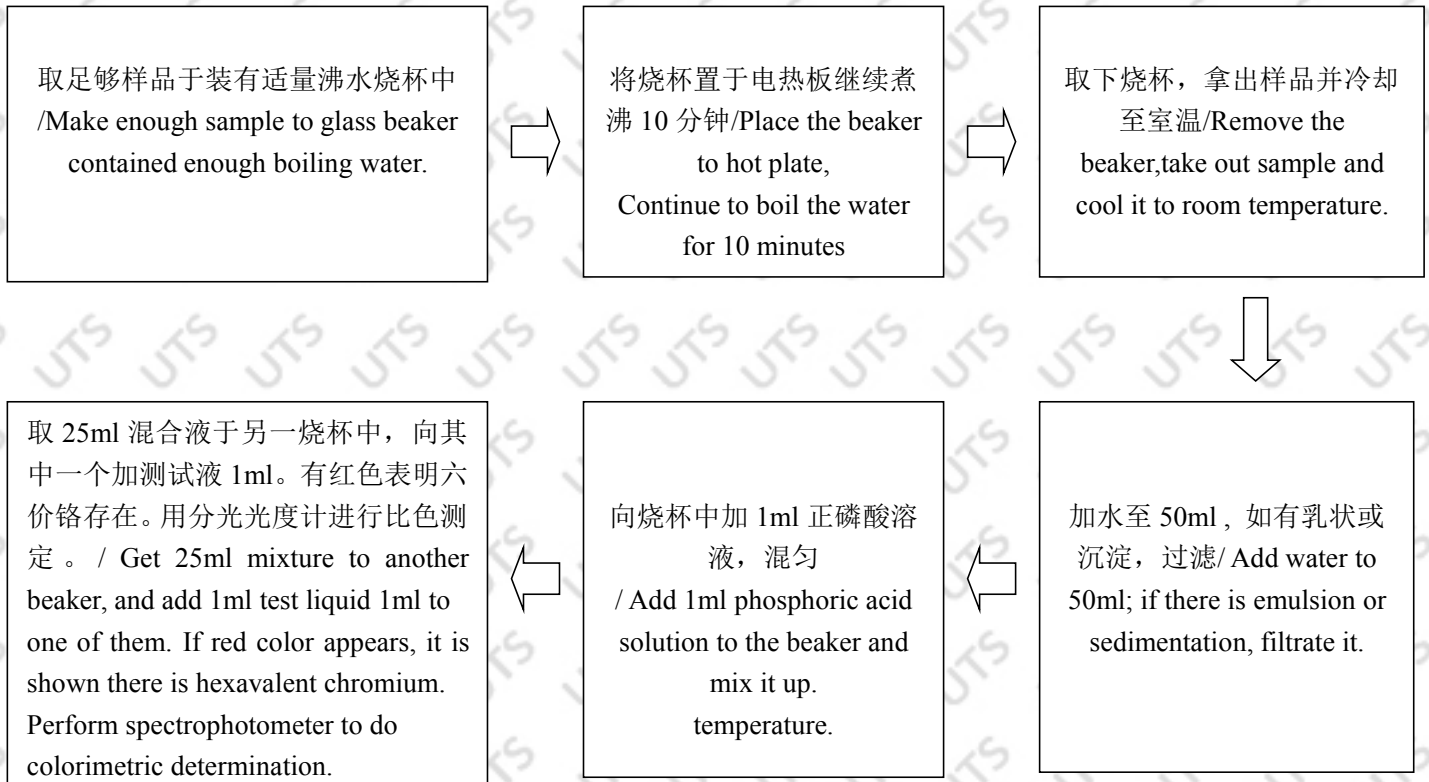 取足够样品于装有适量沸水烧杯中
/Make enough sample to glass beaker
contained enough boiling water.
将烧杯置于电热板继续煮
沸 10 分钟/Place the beaker
to hot plate,
Continue to boil the water
for 10 minutes
取下烧杯，拿出样品并冷却
至室温/Remove the
beaker,take out sample and
cool it to room temperature.
加水至 50ml , 如有乳状或
沉淀，过滤/ Add water to
50ml; if there is emulsion or
sedimentation, filtrate it.
向烧杯中加 1ml 正磷酸溶
液，混匀
/ Add 1ml phosphoric acid
solution to the beaker and
mix it up.
temperature.
取 25ml 混合液于另一烧杯中，向其
中一个加测试液 1ml。有红色表明六
价铬存在。用分光光度计进行比色测
定 。 / Get 25ml mixture to another
beaker, and add 1ml test liquid 1ml to
one of them. If red color appears, it is
shown there is hexavalent chromium.
Perform spectrophotometer to do
colorimetric determination.
UTS